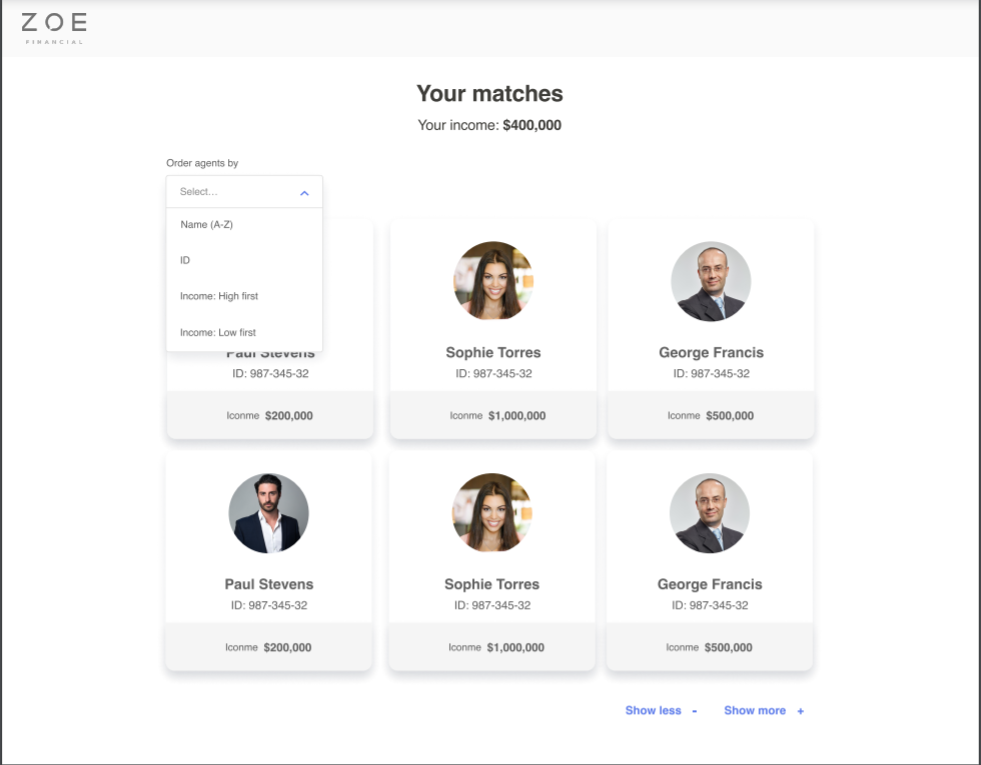 ZOE
FINANCIAL
Your matches
Your income: $400,000
Order agents by
Select...
Name (A-Z)
ID
Income: High first
Income: Low first
Paul Stevens
ID: 987-345-32
Iconme $200,000
Sophie Torres
ID: 987-345-32
Iconme $1,000,000
George Francis
ID: 987-345-32
Iconme $500,000
Paul Stevens
ID: 987-345-32
Iconme $200,000
Sophie Torres
ID: 987-345-32
Iconme $1,000,000
George Francis
ID: 987-345-32
Iconme $500,000
Show less -
Show more +